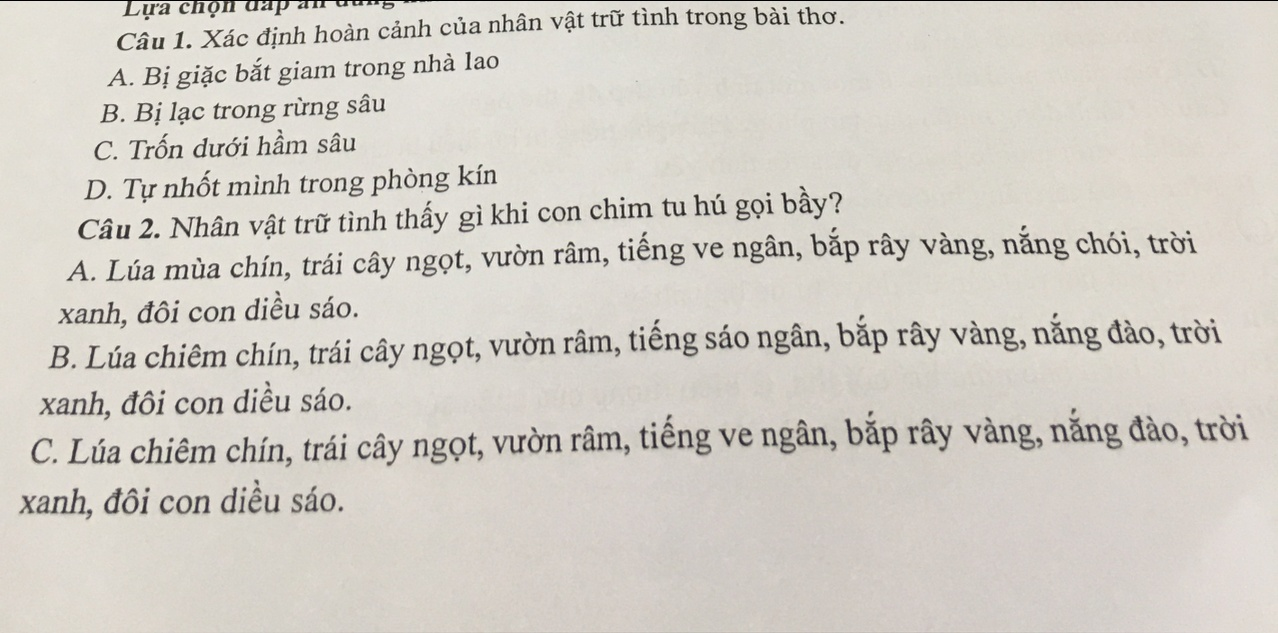 Lựa chọn đáp án
Câu 1. Xác định hoàn cảnh của nhân vật trữ tình trong bài thơ.
A. Bị giặc bắt giam trong nhà lao
B. Bị lạc trong rừng sâu
C. Trốn dưới hầm sâu
D. Tự nhốt mình trong phòng kín
Câu 2. Nhân vật trữ tình thấy gì khi con chim tu hú gọi bầy?
A. Lúa mùa chín, trái cây ngọt, vườn râm, tiếng ve ngân, bắp rây vàng, nắng chói, trời
xanh, đôi con diều sáo.
B. Lúa chiêm chín, trái cây ngọt, vườn râm, tiếng sáo ngân, bắp rây vàng, nắng đào, trời
xanh, đôi con diều sáo.
C. Lúa chiêm chín, trái cây ngọt, vườn râm, tiếng ve ngân, bắp rây vàng, nắng đào, trời
xanh, đôi con diều sáo.